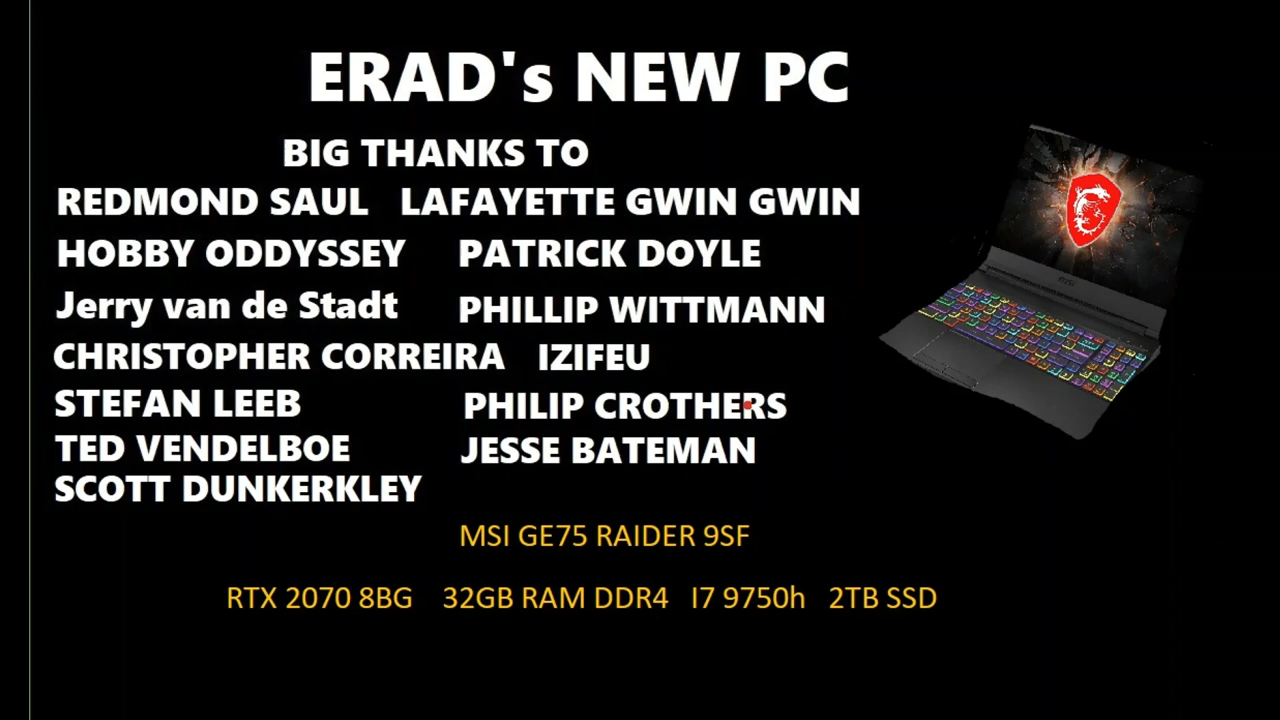 ERAD's NEW PC
BIG THANKS TO
REDMOND SAUL LAFAYETTE GWIN GWIN
HOBBY ODDYSSEY PATRICK DOYLE
Jerry van de Stadt PHILLIP WITTMANN
CHRISTOPHER CORREIRA IZIFEU
STEFAN LEEB PHILIP CROTHERS
TED VENDELBOE JESSE BATEMAN
SCOTT DUNKERKLEY
MSI GE75 RAIDER 9SF
RTX 2070 8BG 32GB RAM DDR4 I7 9750h 2TB SSD